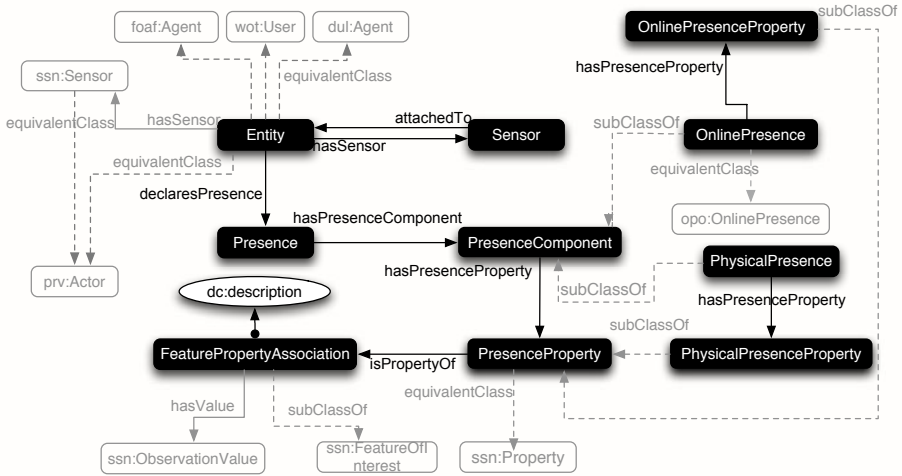 foaf:Agent
wot:User
dul:Agent
OnlinePresenceProperty
subClassOf
ssn:Sensor
equivalentClass
hasPresenceProperty
equivalentClass
hasSensor
attachedTo
Entity
hasSensor
Sensor
subClassOf
OnlinePresence
equivalentClass
equivalentClass
declaresPresence
hasPresenceComponent
opo:OnlinePresence
Presence
PresenceComponent
PhysicalPresence
hasPresenceProperty
prv:Actor
dc:description
subClassOf
hasPresenceProperty
subClassOf
FeaturePropertyAssociation
isPropertyOf
PresenceProperty
PhysicalPresenceProperty
equivalentClass
hasValue
subClassOf
ssn:ObservationValue
ssn:FeatureOfI
nterest
ssn:Property